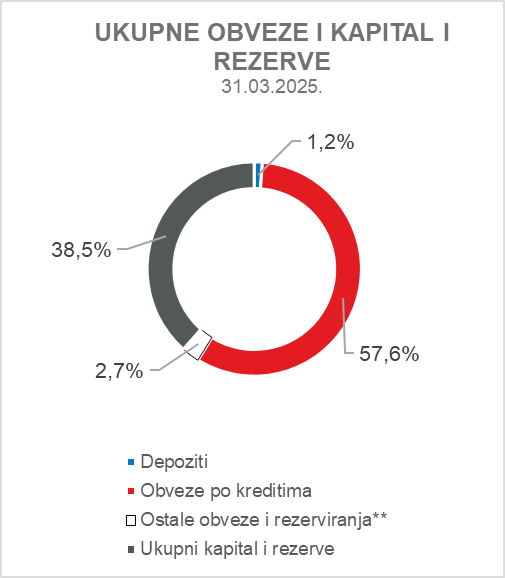 UKUPNE OBVEZE I KAPITAL I
REZERVE
31.03.2025.
1,2%
38,5%
57,6%
2,7%
Depoziti
Obveze po kreditima
Ostale obveze i rezerviranja**
Ukupni kapital i rezerve